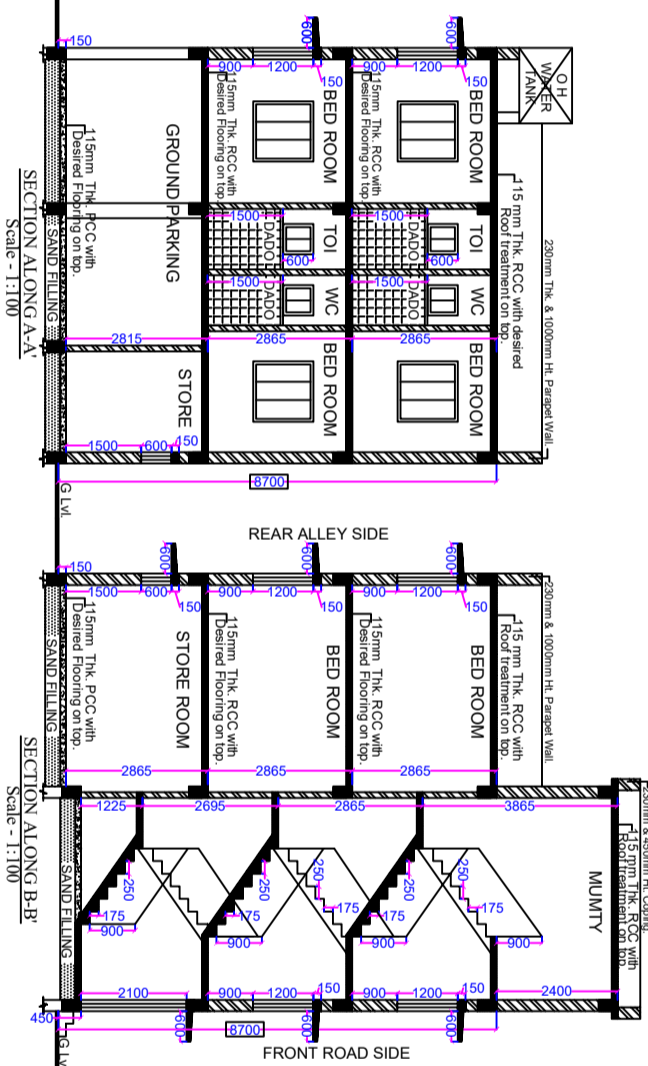 OH
WATER
TANK
230mm Thk. & 1000mm Ht. Parapet Wall.
115 mm Thk. RCC with desired
Roof treatment on top.
600
600
900
1200
150
900
1200
150
150
BED ROOM
TOI
WC
BED ROOM
115mm Thk. RCC with
Desired Flooring on top.
1500
DADO
600
1500
DADO
2865
BED ROOM
TOI
WC
BED ROOM
115mm Thk. RCC with
Desired Flooring on top.
1500
DADO
600
1500
DADO
2865
GROUND PARKING
STORE
115mm Thk. PCC with
Desired Flooring on top.
2815
1500
600
150
8700
SAND FILLING
G Lvl.
SECTION ALONG A-A'
Scale - 1:100
REAR ALLEY SIDE
230mm & 1000mm Ht. Parapet Wall.
115 mm Thk. RCC with
Roof treatment on top.
230mm & 450mm Ht. Coping.
115 mm Thk. RCC with
Roof treatment on top.
MUMTY
600
600
600
150
1500
600
150
900
1200
150
900
1200
150
BED ROOM
115mm Thk. RCC with
Desired Flooring on top.
BED ROOM
115mm Thk. RCC with
Desired Flooring on top.
STORE ROOM
115mm Thk. PCC with
Desired Flooring on top.
2865
2865
2865
1225
2695
2865
3865
250
175
900
250
175
900
250
175
900
250
175
900
250
175
900
2100
900
1200
150
900
1200
150
2400
600
600
600
450
8700
SAND FILLING
SAND FILLING
G Lvl.
SECTION ALONG B-B'
Scale - 1:100
FRONT ROAD SIDE